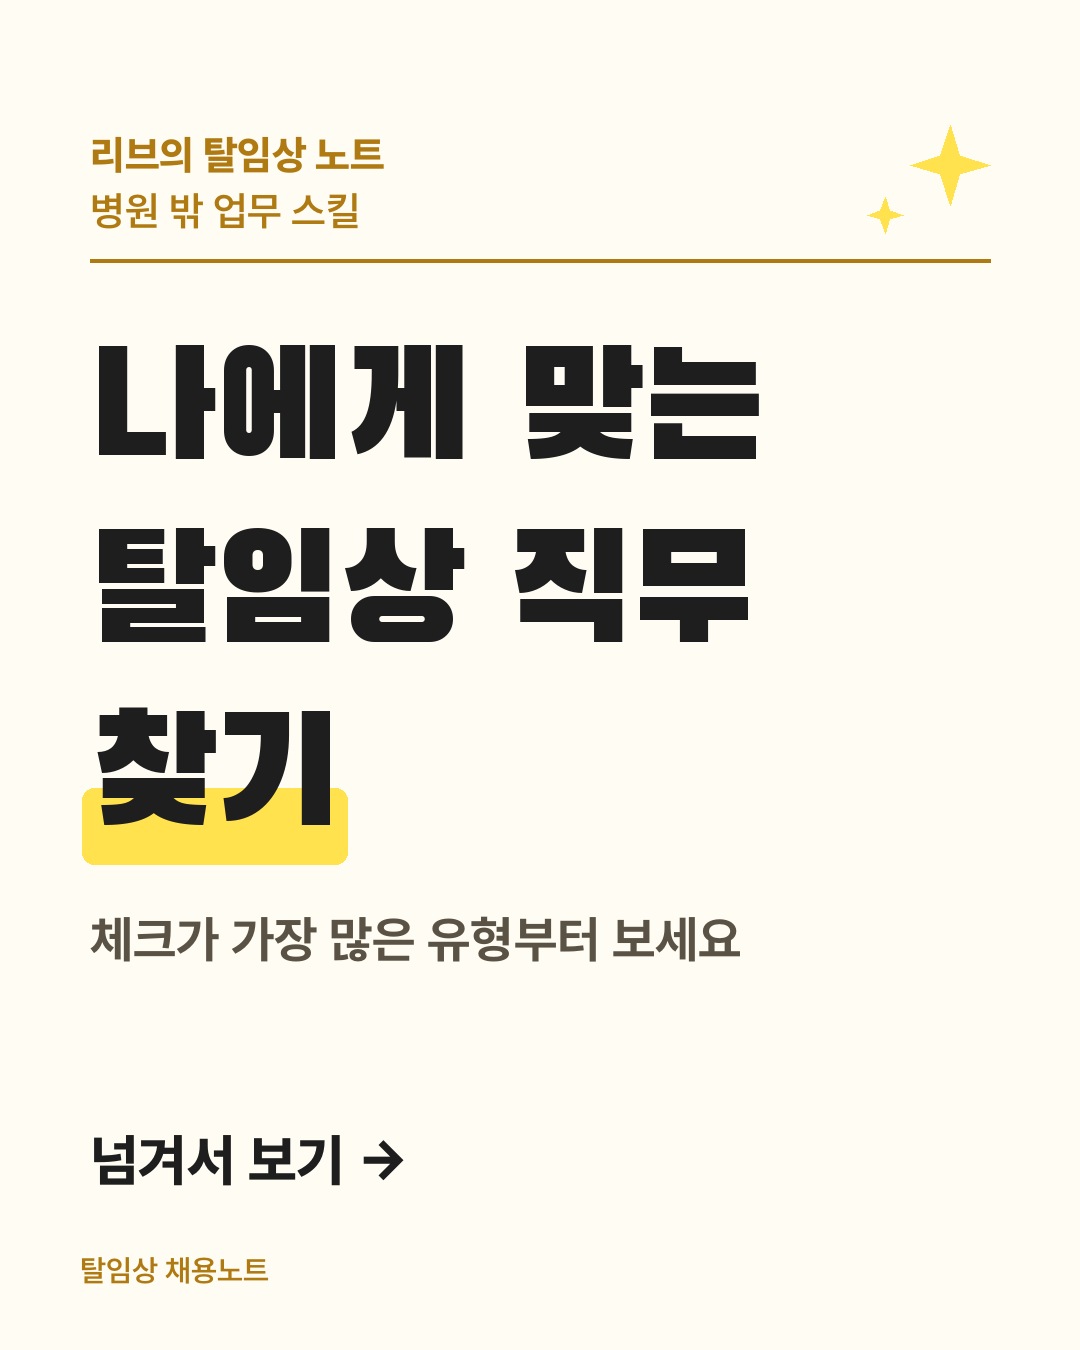 리브의 탈임상 노트
병원 밖 업무 스킬
나에게 맞는
탈임상 직무
찾기
체크가 가장 많은 유형부터 보세요
넘겨서 보기 →
탈임상 채용노트